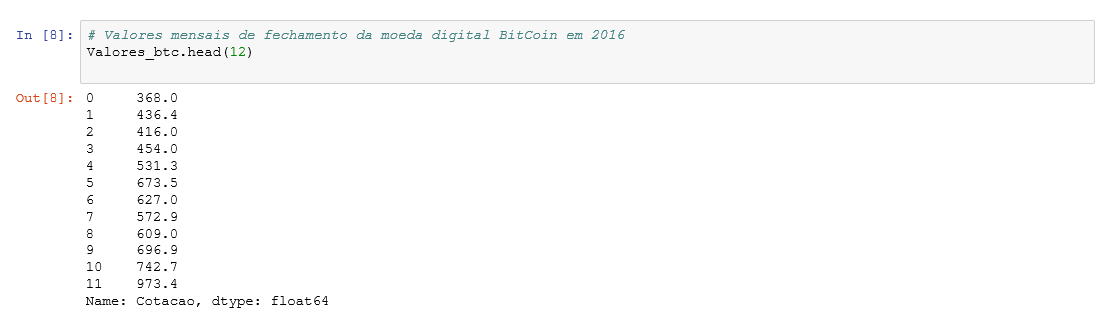 In [8]: # Valores mensais de fechamento da moeda digital BitCoin em 2016
Valores_btc.head(12)
Out[8]: 0 368.0
1 436.4
2 416.0
3 454.0
4 531.3
5 673.5
6 627.0
7 572.9
8 609.0
9 696.9
10 742.7
11 973.4
Name: Cotacao, dtype: float64